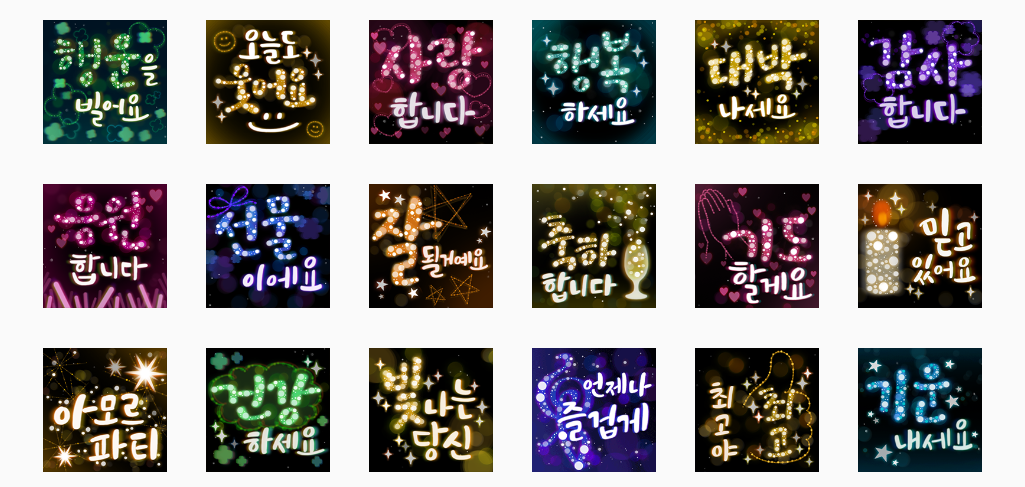 행운을
빌어요
오늘도
웃어요
사랑
합니다
행복
하세요
대박
나세요
감사
합니다
응원
합니다
선물
이에요
잘
될거예요
축하
합니다
기도
할게요
믿고
있어요
아모르
파티
건강
하세요
빛나는
당신
언제나
즐겁게
최고야
최고
기운
내세요